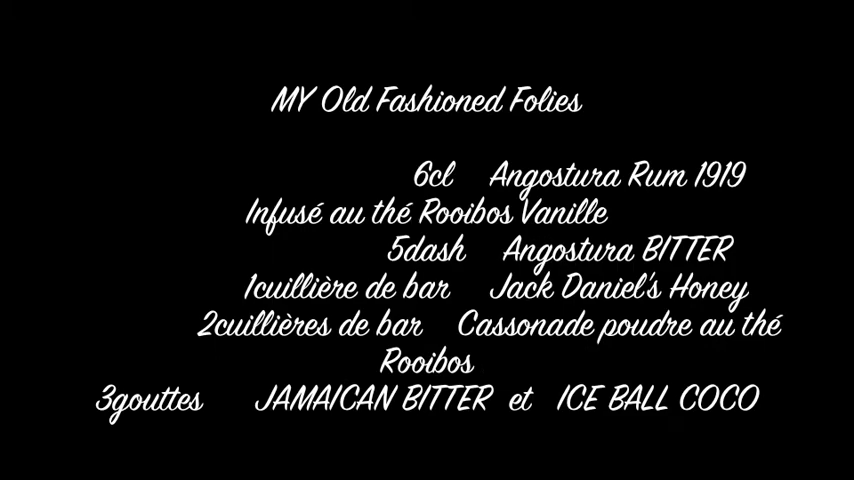 MY Old Fashioned Folies
6cl Angostura Rum 1919
Infusé au thé Rooibos Vanille
5dash Angostura BITTER
1cuillière de bar Jack Daniel's Honey
2cuillières de bar Cassonade poudre au thé
Rooibos
3gouttes JAMAICAN BITTER et ICE BALL COCO